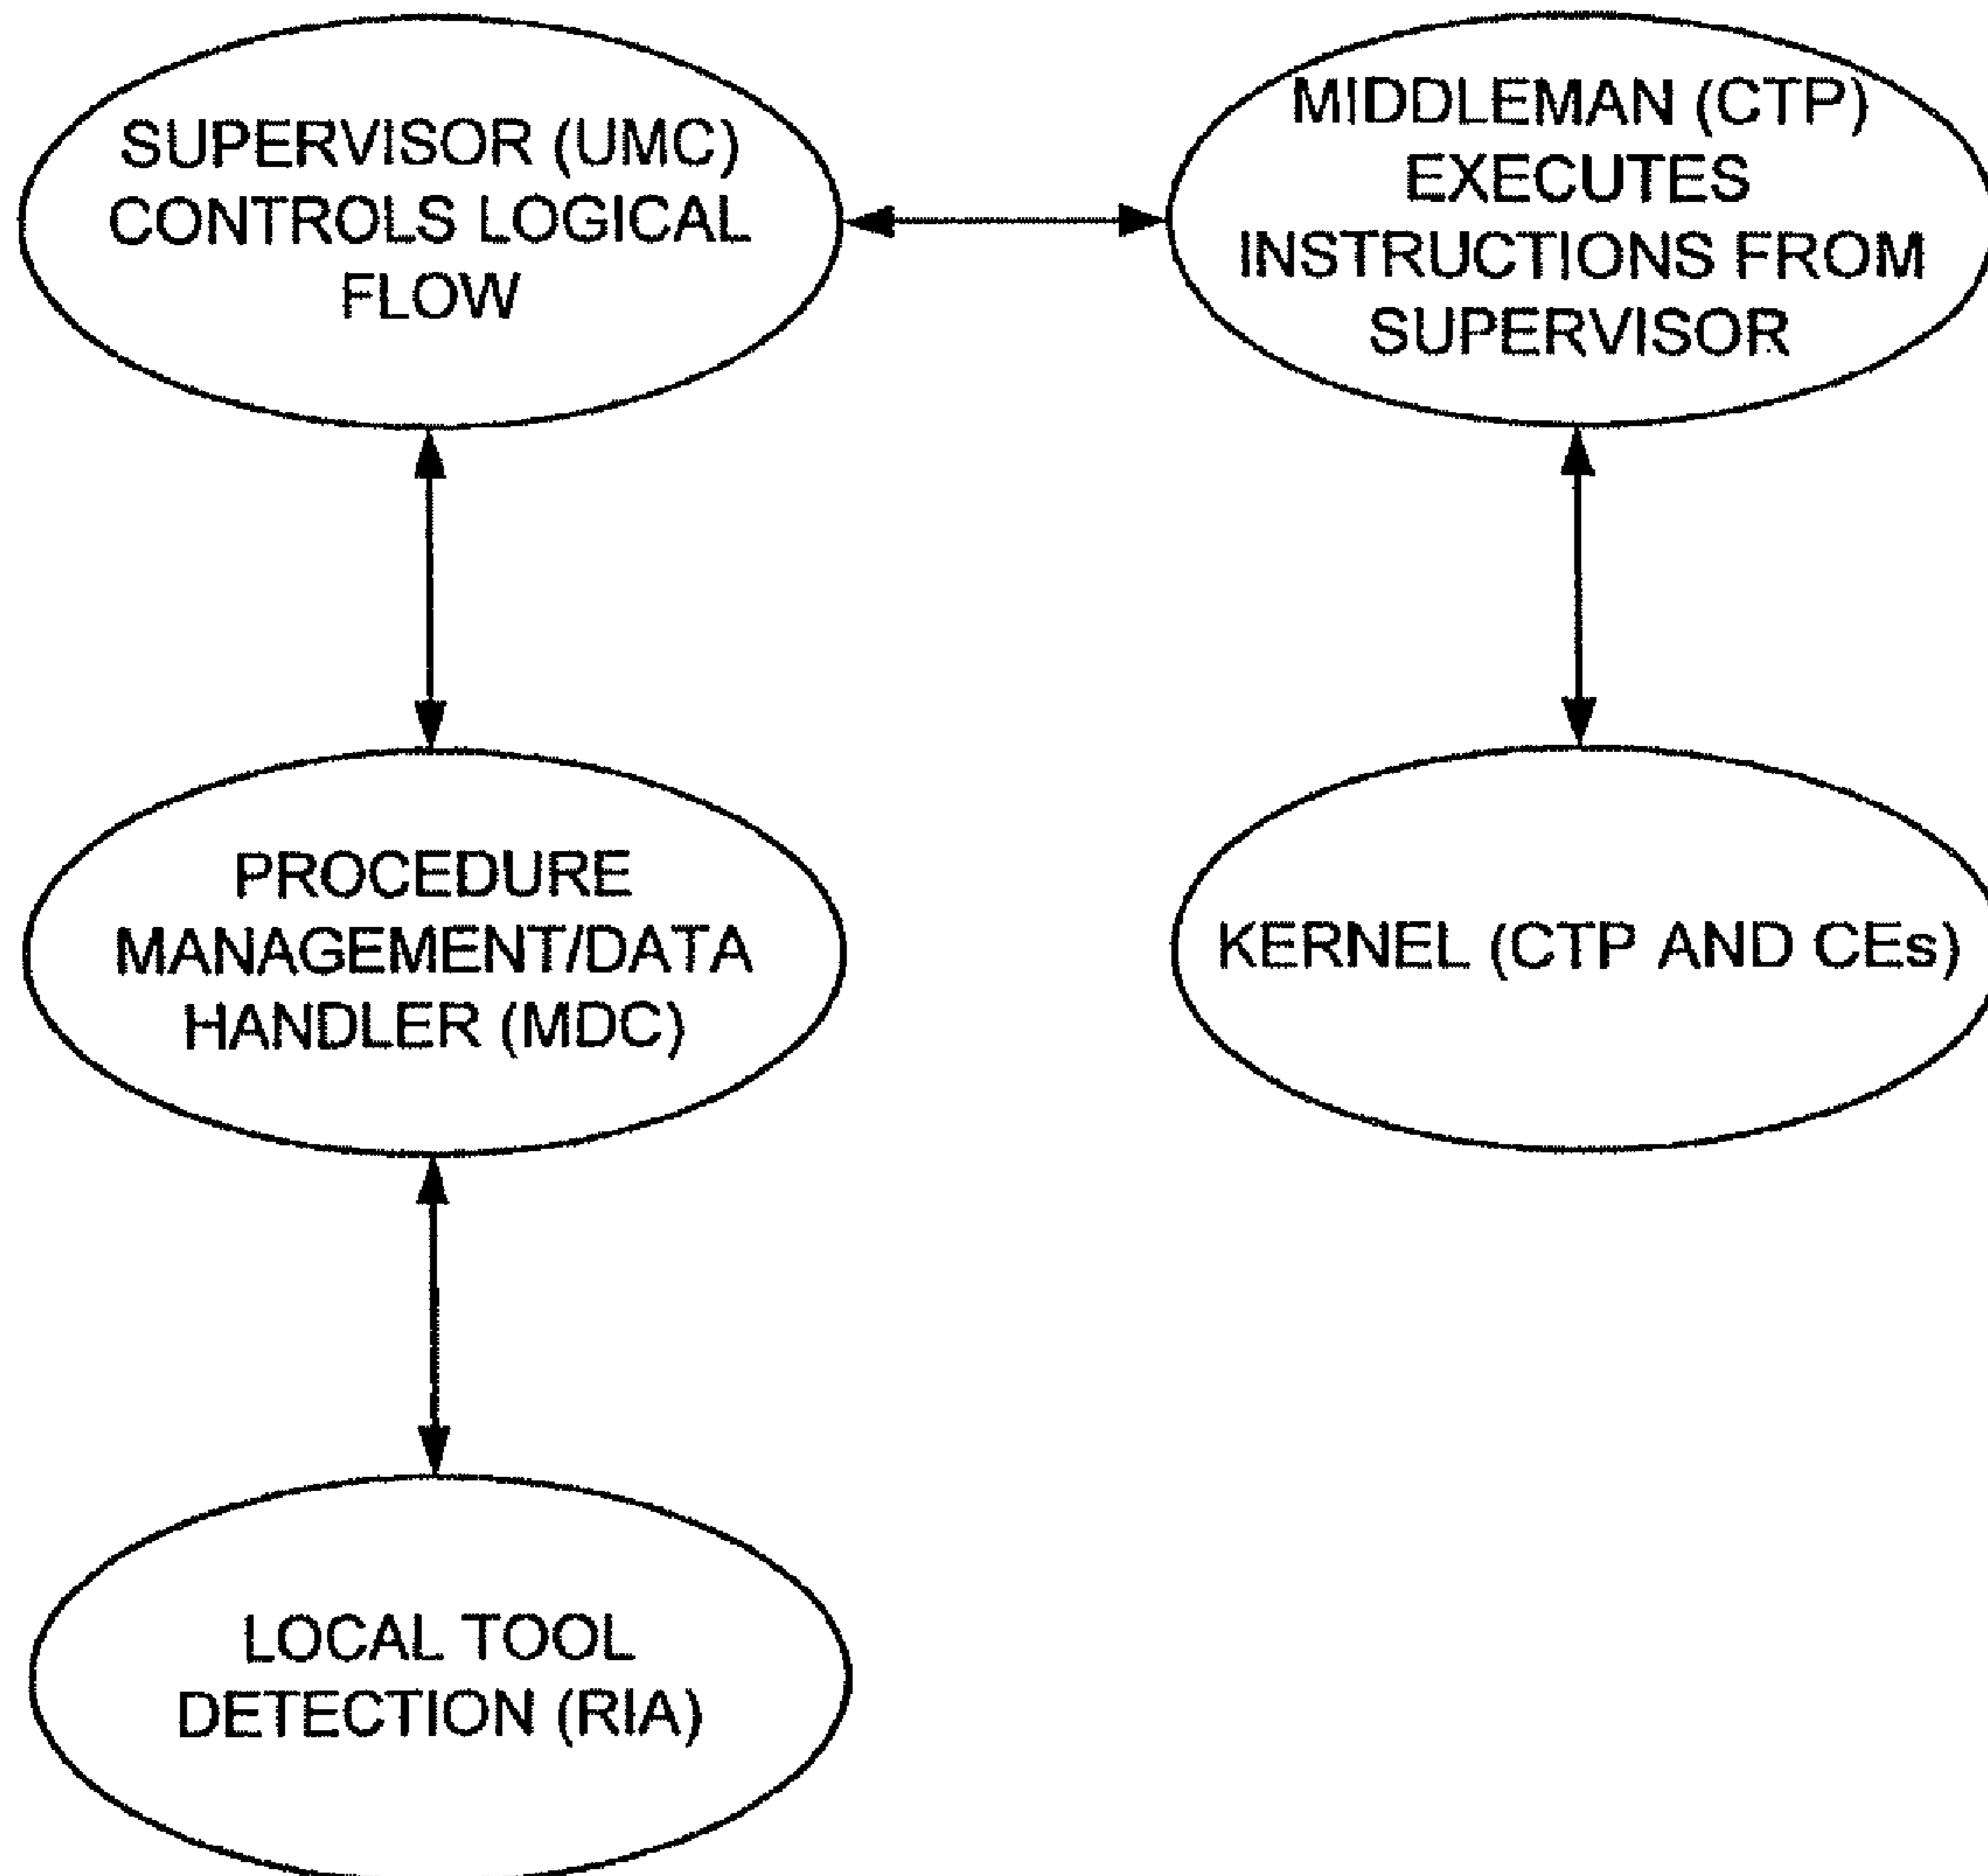 SUPERVISOR (UMC)
CONTROLS LOGICAL
FLOW
MIDDLEMAN (CTP)
EXECUTES
INSTRUCTIONS FROM
SUPERVISOR
PROCEDURE
MANAGEMENT/DATA
HANDLER (MDC)
KERNEL (CTP AND CEs)
LOCAL TOOL
DETECTION (RIA)